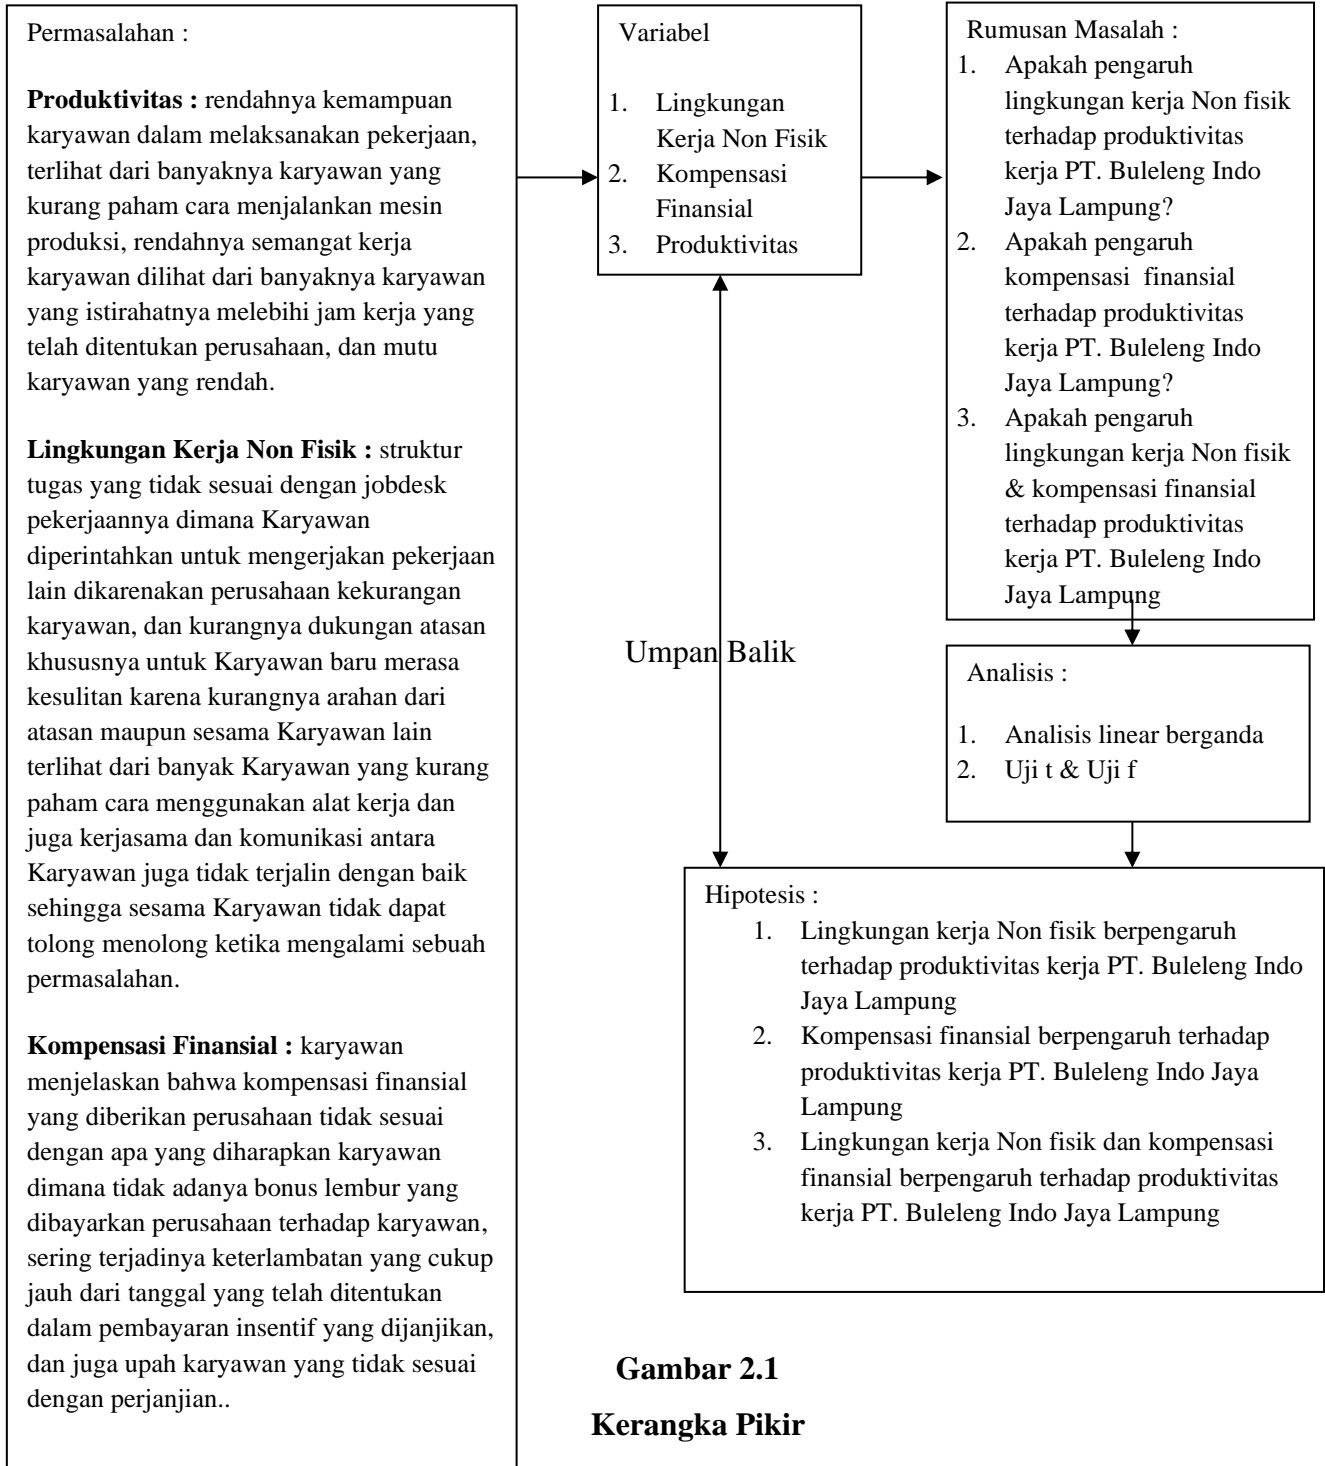 Permasalahan :
Produktivitas : rendahnya kemampuan
karyawan dalam melaksanakan pekerjaan,
terlihat dari banyaknya karyawan yang
kurang paham cara menjalankan mesin
produksi, rendahnya semangat kerja
karyawan dilihat dari banyaknya karyawan
yang istirahatnya melebihi jam kerja yang
telah ditentukan perusahaan, dan mutu
karyawan yang rendah.
Lingkungan Kerja Non Fisik : struktur
tugas yang tidak sesuai dengan jobdesk
pekerjaannya dimana Karyawan
diperintahkan untuk mengerjakan pekerjaan
lain dikarenakan perusahaan kekurangan
karyawan, dan kurangnya dukungan atasan
khususnya untuk Karyawan baru merasa
kesulitan karena kurangnya arahan dari
atasan maupun sesama Karyawan lain
terlihat dari banyak Karyawan yang kurang
paham cara menggunakan alat kerja dan
juga kerjasama dan komunikasi antara
Karyawan juga tidak terjalin dengan baik
sehingga sesama Karyawan tidak dapat
tolong menolong ketika mengalami sebuah
permasalahan.
Kompensasi Finansial : karyawan
menjelaskan bahwa kompensasi finansial
yang diberikan perusahaan tidak sesuai
dengan apa yang diharapkan karyawan
dimana tidak adanya bonus lembur yang
dibayarkan perusahaan terhadap karyawan,
sering terjadinya keterlambatan yang cukup
jauh dari tanggal yang telah ditentukan
dalam pembayaran insentif yang dijanjikan,
dan juga upah karyawan yang tidak sesuai
dengan perjanjian..
Variabel
1. Lingkungan
Kerja Non Fisik
2. Kompensasi
Finansial
3. Produktivitas
Rumusan Masalah :
1. Apakah pengaruh
lingkungan kerja Non fisik
terhadap produktivitas
kerja PT. Buleleng Indo
Jaya Lampung?
2. Apakah pengaruh
kompensasi finansial
terhadap produktivitas
kerja PT. Buleleng Indo
Jaya Lampung?
3. Apakah pengaruh
lingkungan kerja Non fisik
& kompensasi finansial
terhadap produktivitas
kerja PT. Buleleng Indo
Jaya Lampung
Umpan Balik
Analisis :
1. Analisis linear berganda
2. Uji t & Uji f
Hipotesis :
1. Lingkungan kerja Non fisik berpengaruh
terhadap produktivitas kerja PT. Buleleng Indo
Jaya Lampung
2. Kompensasi finansial berpengaruh terhadap
produktivitas kerja PT. Buleleng Indo Jaya
Lampung
3. Lingkungan kerja Non fisik dan kompensasi
finansial berpengaruh terhadap produktivitas
kerja PT. Buleleng Indo Jaya Lampung
Gambar 2.1
Kerangka Pikir